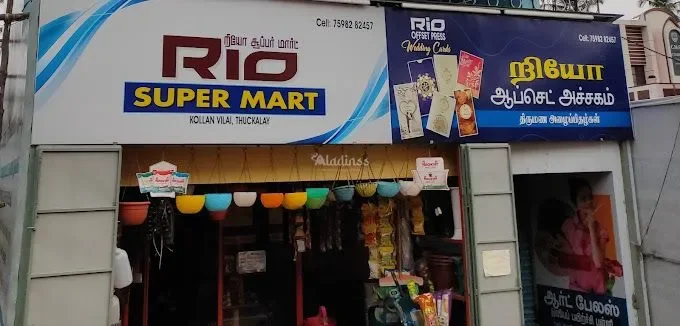 Cell: 75982 82457
றியோ சூப்பர் மார்ட்
RIO
SUPER MART
KOLLAN VILAI, THUCKALAY
RIO
OFFSET PRESS
Wedding Cards
Cell: 75982 82457
றியோ
ஆப்செட் அச்சகம்
திருமண அழைப்பிதழ்கள்
Aladinss
ஆர்ட் பேலஸ்